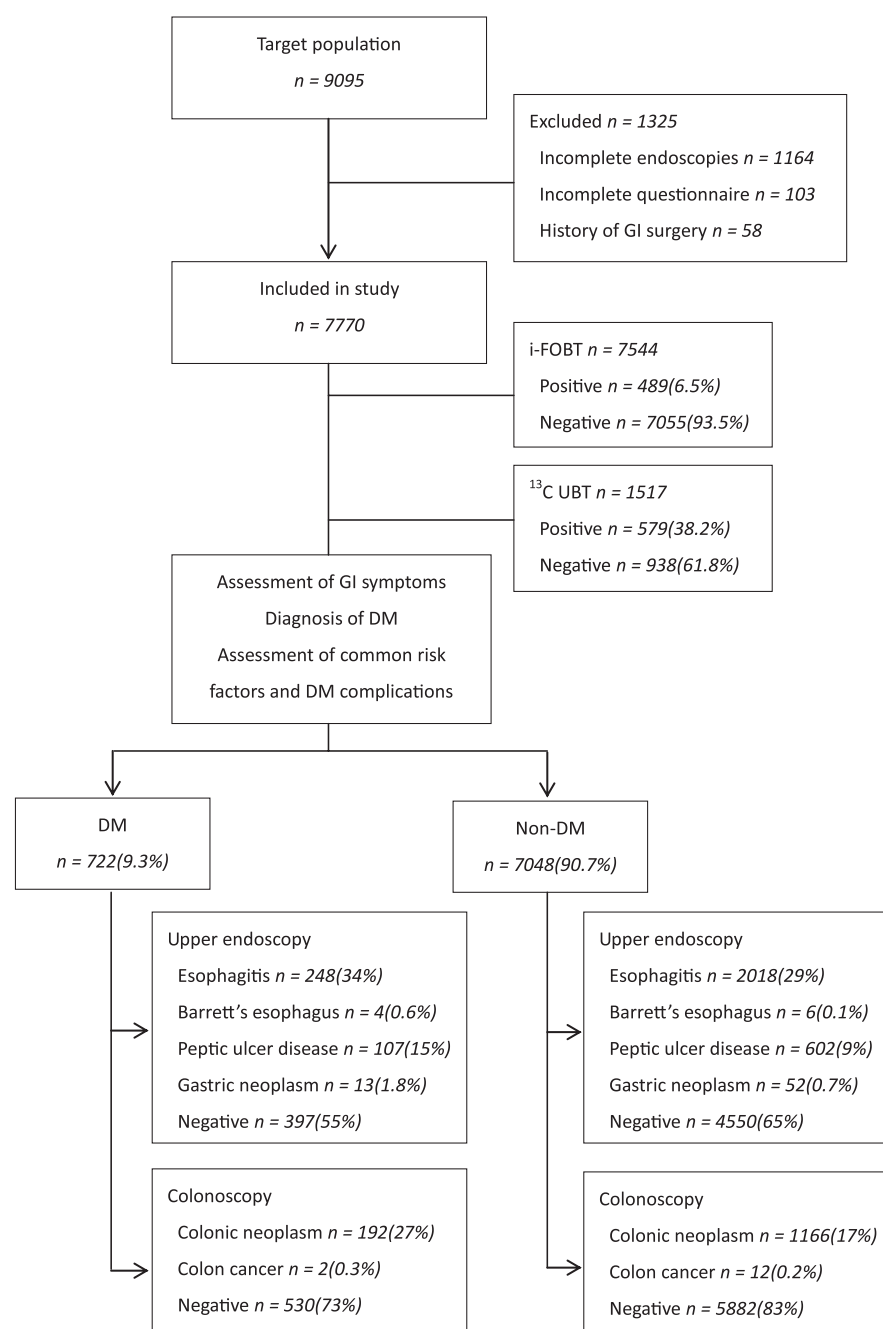 Target population
n = 9095
Excluded n = 1325
Incomplete endoscopies n = 1164
Incomplete questionnaire n = 103
History of GI surgery n = 58
Included in study
n = 7770
i-FOBT n = 7544
Positive n = 489(6.5%)
Negative n = 7055(93.5%)
13C UBT n = 1517
Positive n = 579(38.2%)
Negative n = 938(61.8%)
Assessment of GI symptoms
Diagnosis of DM
Assessment of common risk
factors and DM complications
DM
n = 722(9.3%)
Non-DM
n = 7048(90.7%)
Upper endoscopy
Esophagitis n = 248(34%)
Barrett’s esophagus n = 4(0.6%)
Peptic ulcer disease n = 107(15%)
Gastric neoplasm n = 13(1.8%)
Negative n = 397(55%)
Upper endoscopy
Esophagitis n = 2018(29%)
Barrett’s esophagus n = 6(0.1%)
Peptic ulcer disease n = 602(9%)
Gastric neoplasm n = 52(0.7%)
Negative n = 4550(65%)
Colonoscopy
Colonic neoplasm n = 192(27%)
Colon cancer n = 2(0.3%)
Negative n = 530(73%)
Colonoscopy
Colonic neoplasm n = 1166(17%)
Colon cancer n = 12(0.2%)
Negative n = 5882(83%)